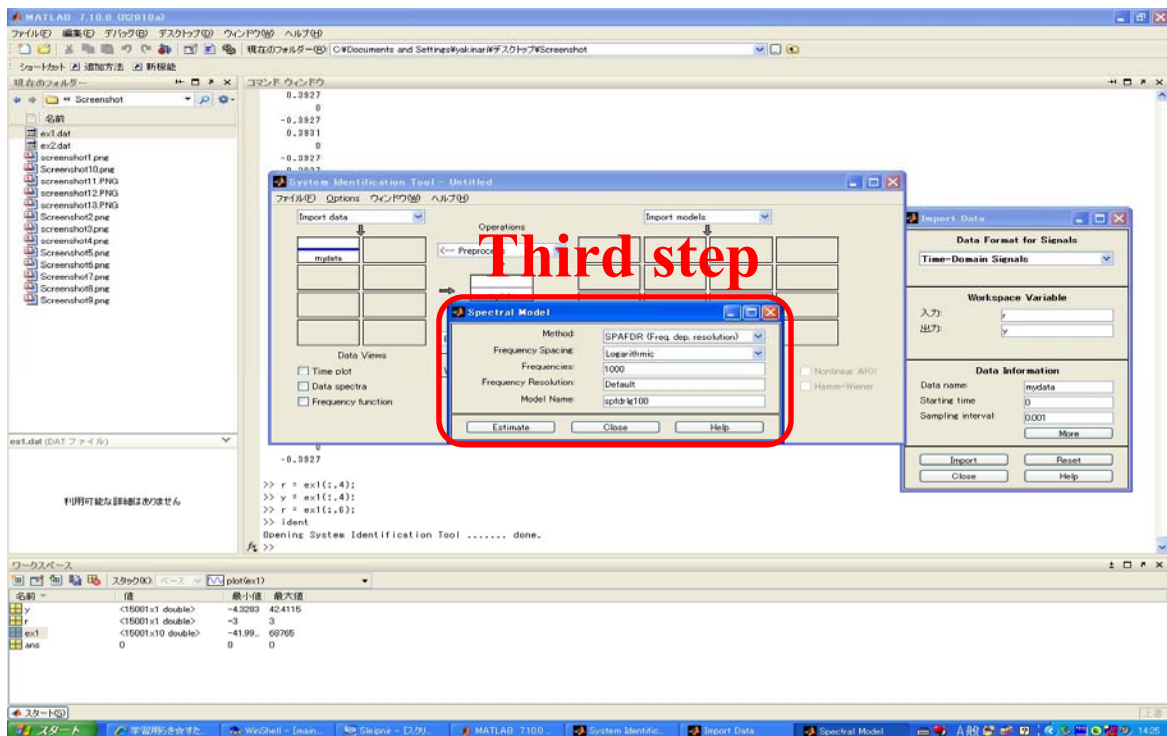 MATLAB 7.10.0 (R2010a)
ファイル(F) 編集(E) デバッグ(B) デスクトップ(D) ウィンドウ(W) ヘルプ(H)
現在のフォルダー(R) C:¥Documents and Settings¥yakinari¥デスクトップ¥Screenshot
ショートカット 追加方法 新機能
現在のフォルダー
« Screenshot
名前
ex1.dat
ex2.dat
screenshot1.png
Screenshot10.png
screenshot11.PNG
screenshot12.PNG
screenshot13.PNG
Screenshot2.png
screenshot3.png
Screenshot4.png
Screenshot5.png
Screenshot6.png
Screenshot7.png
Screenshot8.png
Screenshot9.png
ex1.dat (DAT ファイル)
利用可能な詳細はありません
コマンド ウィンドウ
0.3927
0
-0.3927
0.3931
0
-0.3927
System Identification Tool - Untitled
ファイル(F) Options ウィンドウ(W) ヘルプ(H)
Import data
Import models
Operations
<-- Preprocess
mydata
Third step
Data Views
Time plot
Data spectra
Frequency function
Nonlinear ARX
Hamm-Wiener
Spectral Model
Method: SPAFDR (Freq. dep. resolution)
Frequency Spacing: Logarithmic
Frequencies: 1000
Frequency Resolution: Default
Model Name: spfdrlg100
Estimate Close Help
Import Data
Data Format for Signals
Time-Domain Signals
Workspace Variable
入力: r
出力: y
Data Information
Data name: mydata
Starting time 0
Sampling interval: 0.001
More
Import Reset
Close Help
0
-0.3927
>> r = ex1(:,4);
>> y = ex1(:,4);
>> r = ex1(:,6);
>> ident
Opening System Identification Tool ....... done.
fx >>
ワークスペース
スタック(K): ベース plot(ex1)
名前 値 最小値 最大値
y <15001x1 double> -4.3283 42.4115
r <15001x1 double> -3 3
ex1 <15001x10 double> -41.99... 68765
ans 0 0 0
スタート(S)
上書
スタート WinShell - [main... Sleipnir - [スクリ... MATLAB 7.10.0 ... System Identific... Import Data Spectral Model 14:25